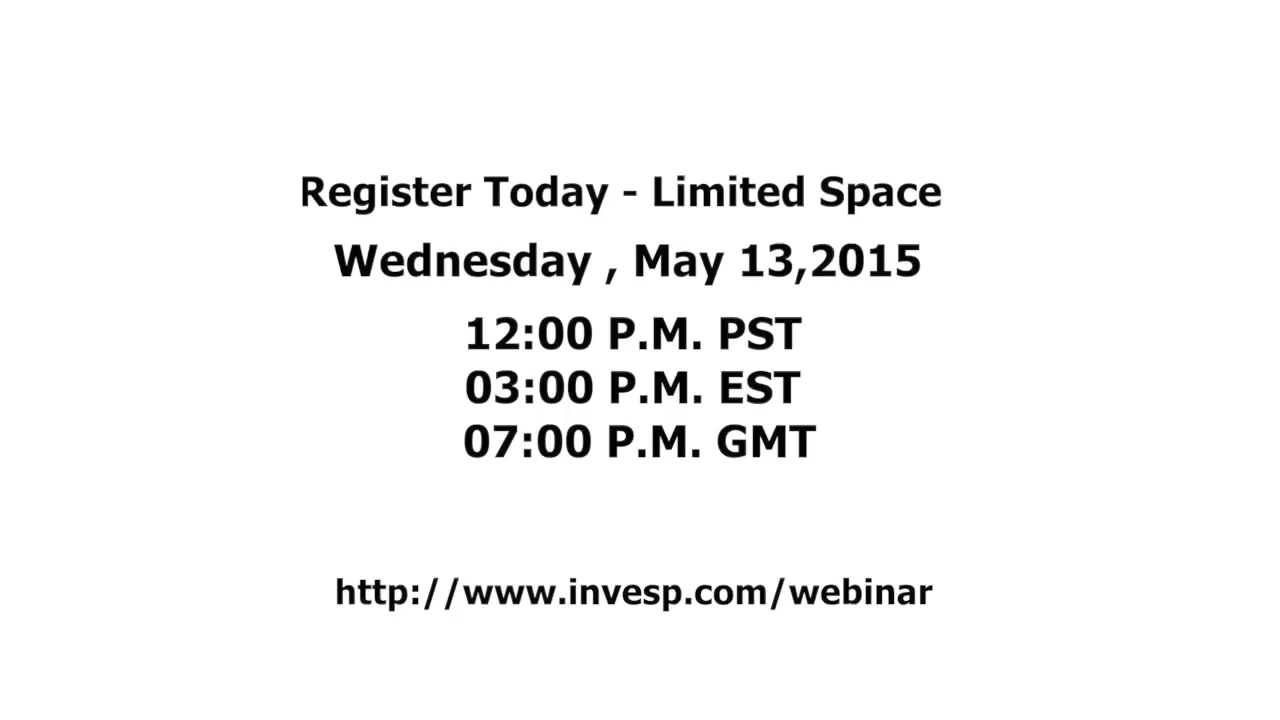 Register Today - Limited Space
Wednesday , May 13,2015
12:00 P.M. PST
03:00 P.M. EST
07:00 P.M. GMT
http://www.invesp.com/webinar